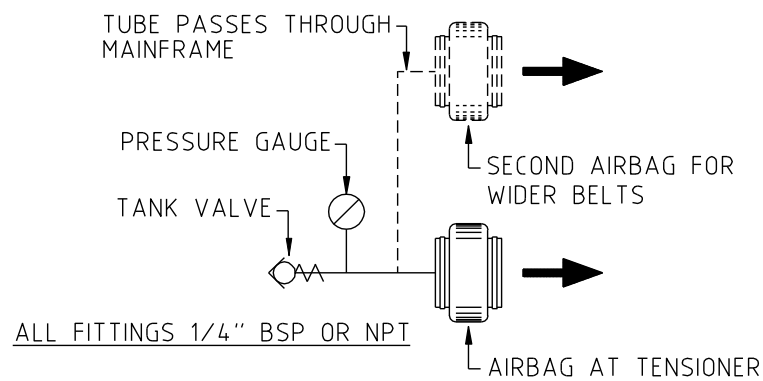 TUBE PASSES THROUGH
MAINFRAME
PRESSURE GAUGE
SECOND AIRBAG FOR
WIDER BELTS
TANK VALVE
ALL FITTINGS 1/4" BSP OR NPT
AIRBAG AT TENSIONER